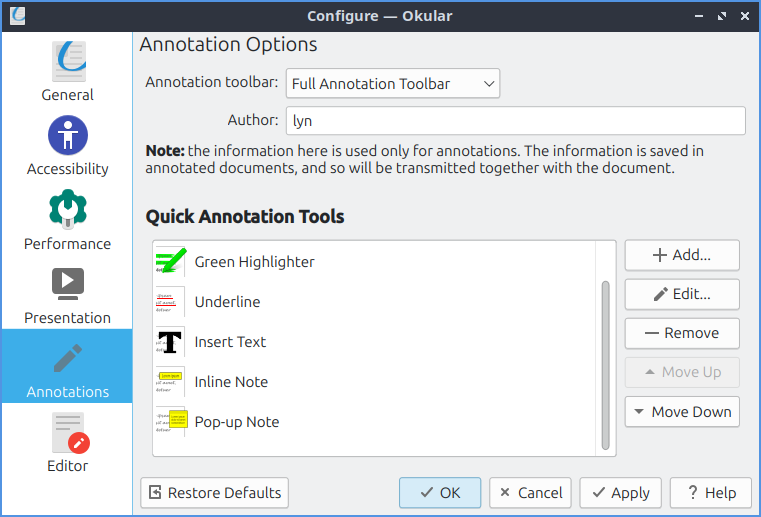 Configure — Okular
General
Accessibility
Performance
Presentation
Annotations
Editor
Annotation Options
Annotation toolbar: Full Annotation Toolbar
Author: lyn
Note: the information here is used only for annotations. The information is saved in
annotated documents, and so will be transmitted together with the document.
Quick Annotation Tools
Green Highlighter
Underline
Insert Text
Inline Note
Pop-up Note
Add...
Edit...
Remove
Move Up
Move Down
Restore Defaults
OK
Cancel
Apply
? Help